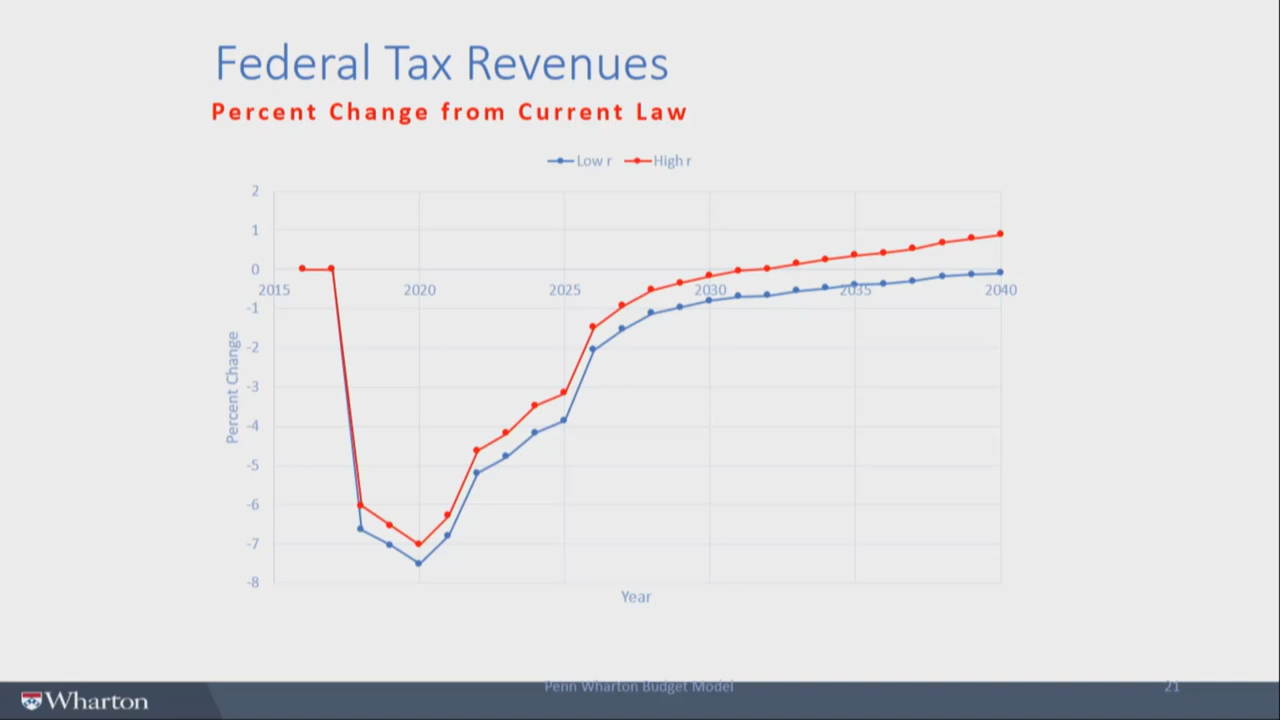 Federal Tax Revenues
Percent Change from Current Law
Low r High r
2
1
0
2015 2020 2025 2030 2035 2040
-1
-2
-3
-4
-5
-6
-7
-8
Percent Change
Year
Penn Wharton Budget Model 21
Wharton